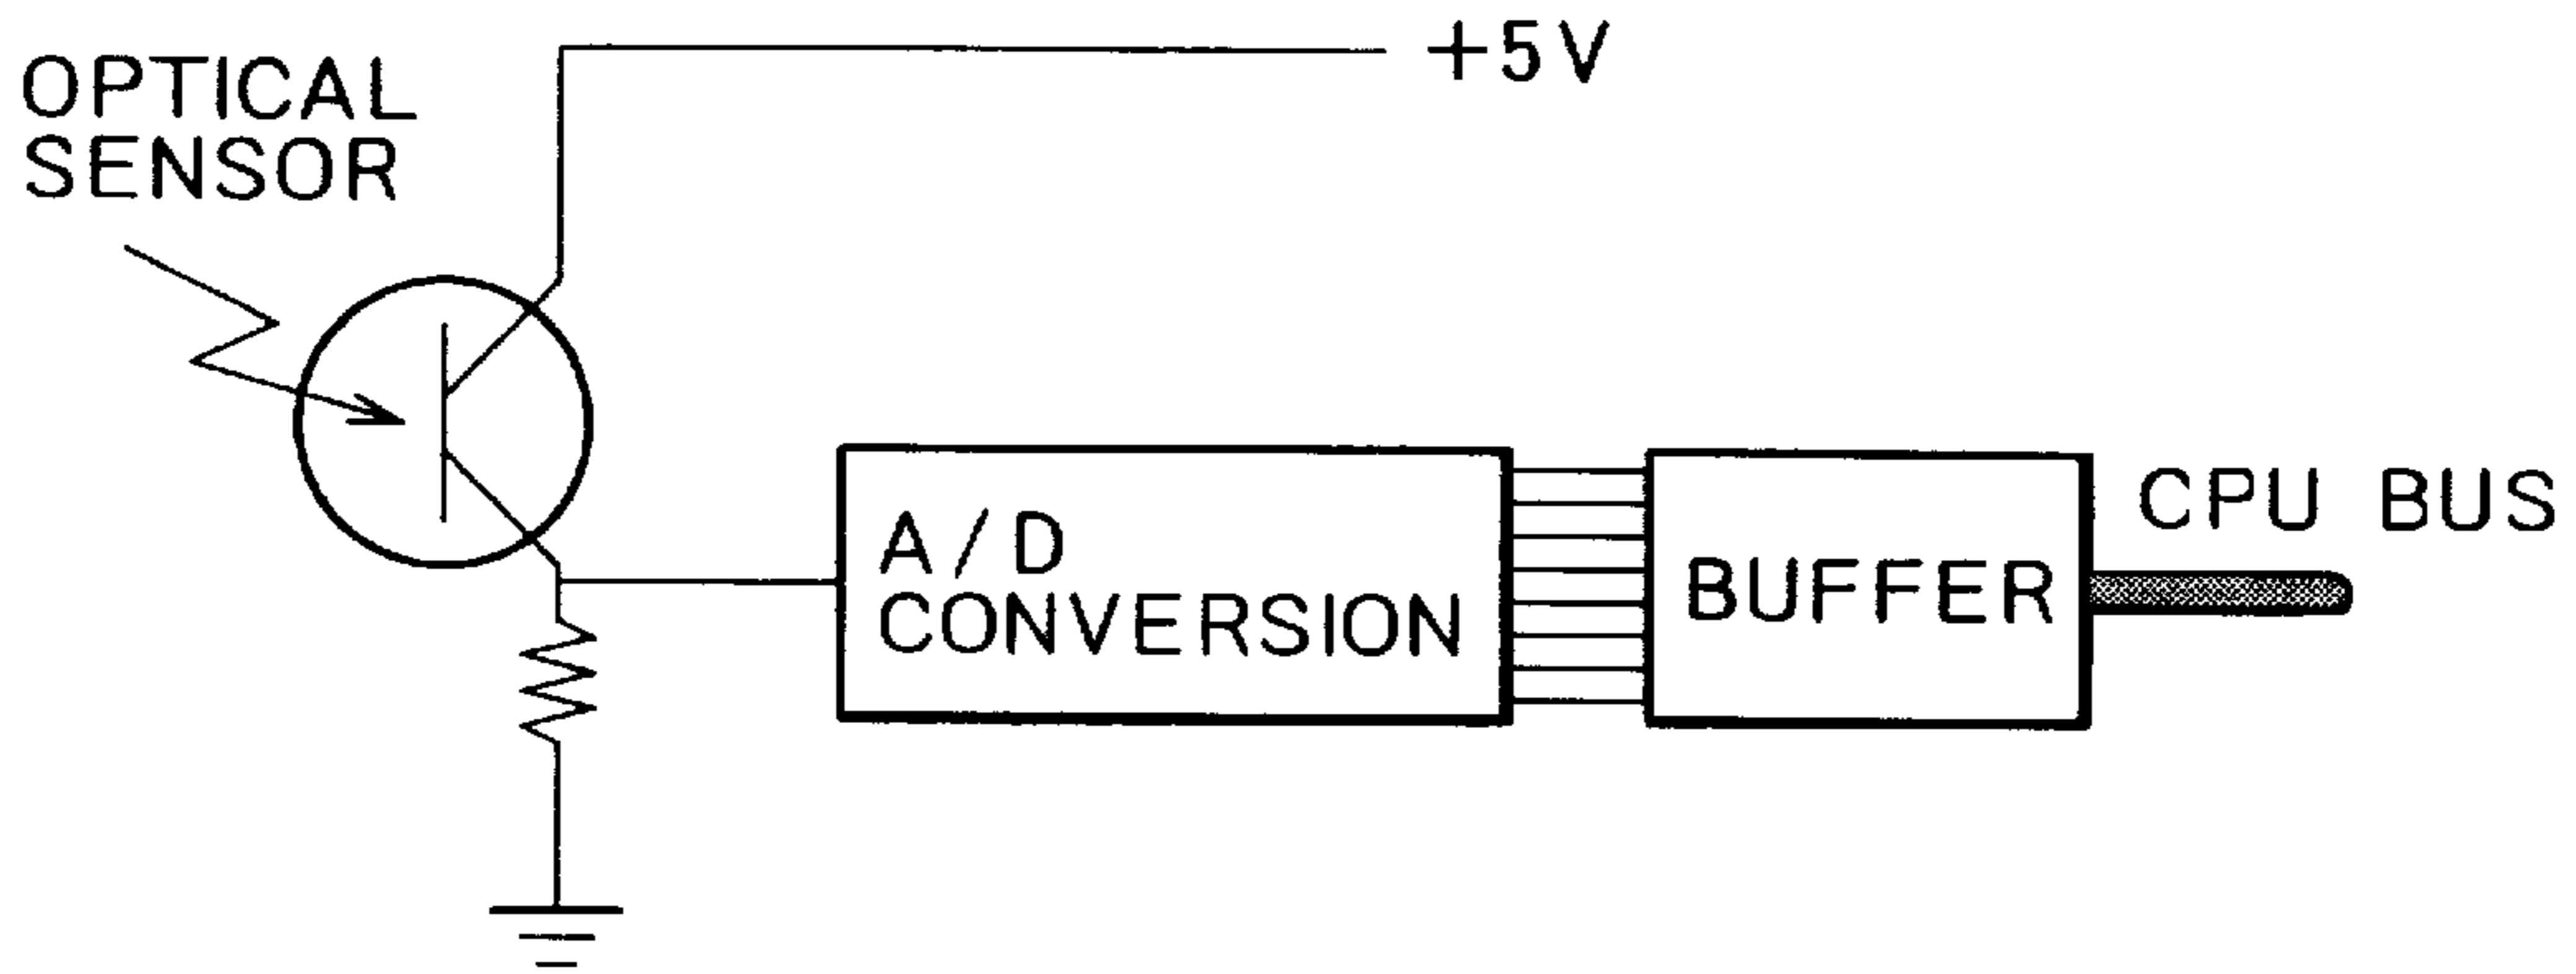 OPTICAL
SENSOR
+5V
A/D
CONVERSION
BUFFER
CPU BUS